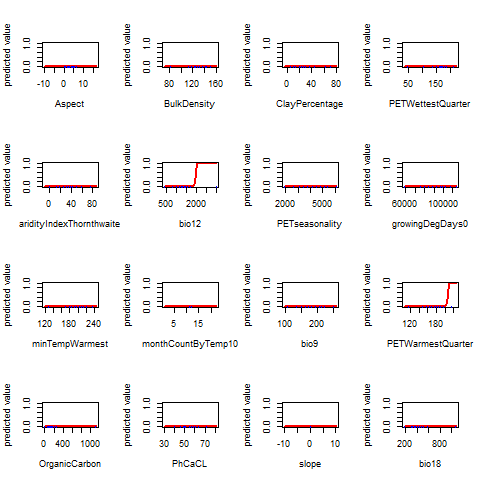 predicted value predicted value predicted value predicted value
0.0 1.0 0.0 1.0 0.0 1.0 0.0 1.0
-10 0 5 10 80 120 160 0 20 40 60 80 50 150
Aspect BulkDensity ClayPercentage PETWettestQuarter
predicted value predicted value predicted value predicted value
0.0 1.0 0.0 1.0 0.0 1.0 0.0 1.0
0 40 80 500 2000 2000 5000 60000 100000
aridityIndexThornthwaite bio12 PETseasonality growingDegDays0
predicted value predicted value predicted value predicted value
0.0 1.0 0.0 1.0 0.0 1.0 0.0 1.0
120 160 200 240 5 15 100 200 120 180
minTempWarmest monthCountByTemp10 bio9 PETWarmestQuarter
predicted value predicted value predicted value predicted value
0.0 1.0 0.0 1.0 0.0 1.0 0.0 1.0
0 400 1000 30 50 70 -10 0 5 10 200 800
OrganicCarbon PhCaCL slope bio18